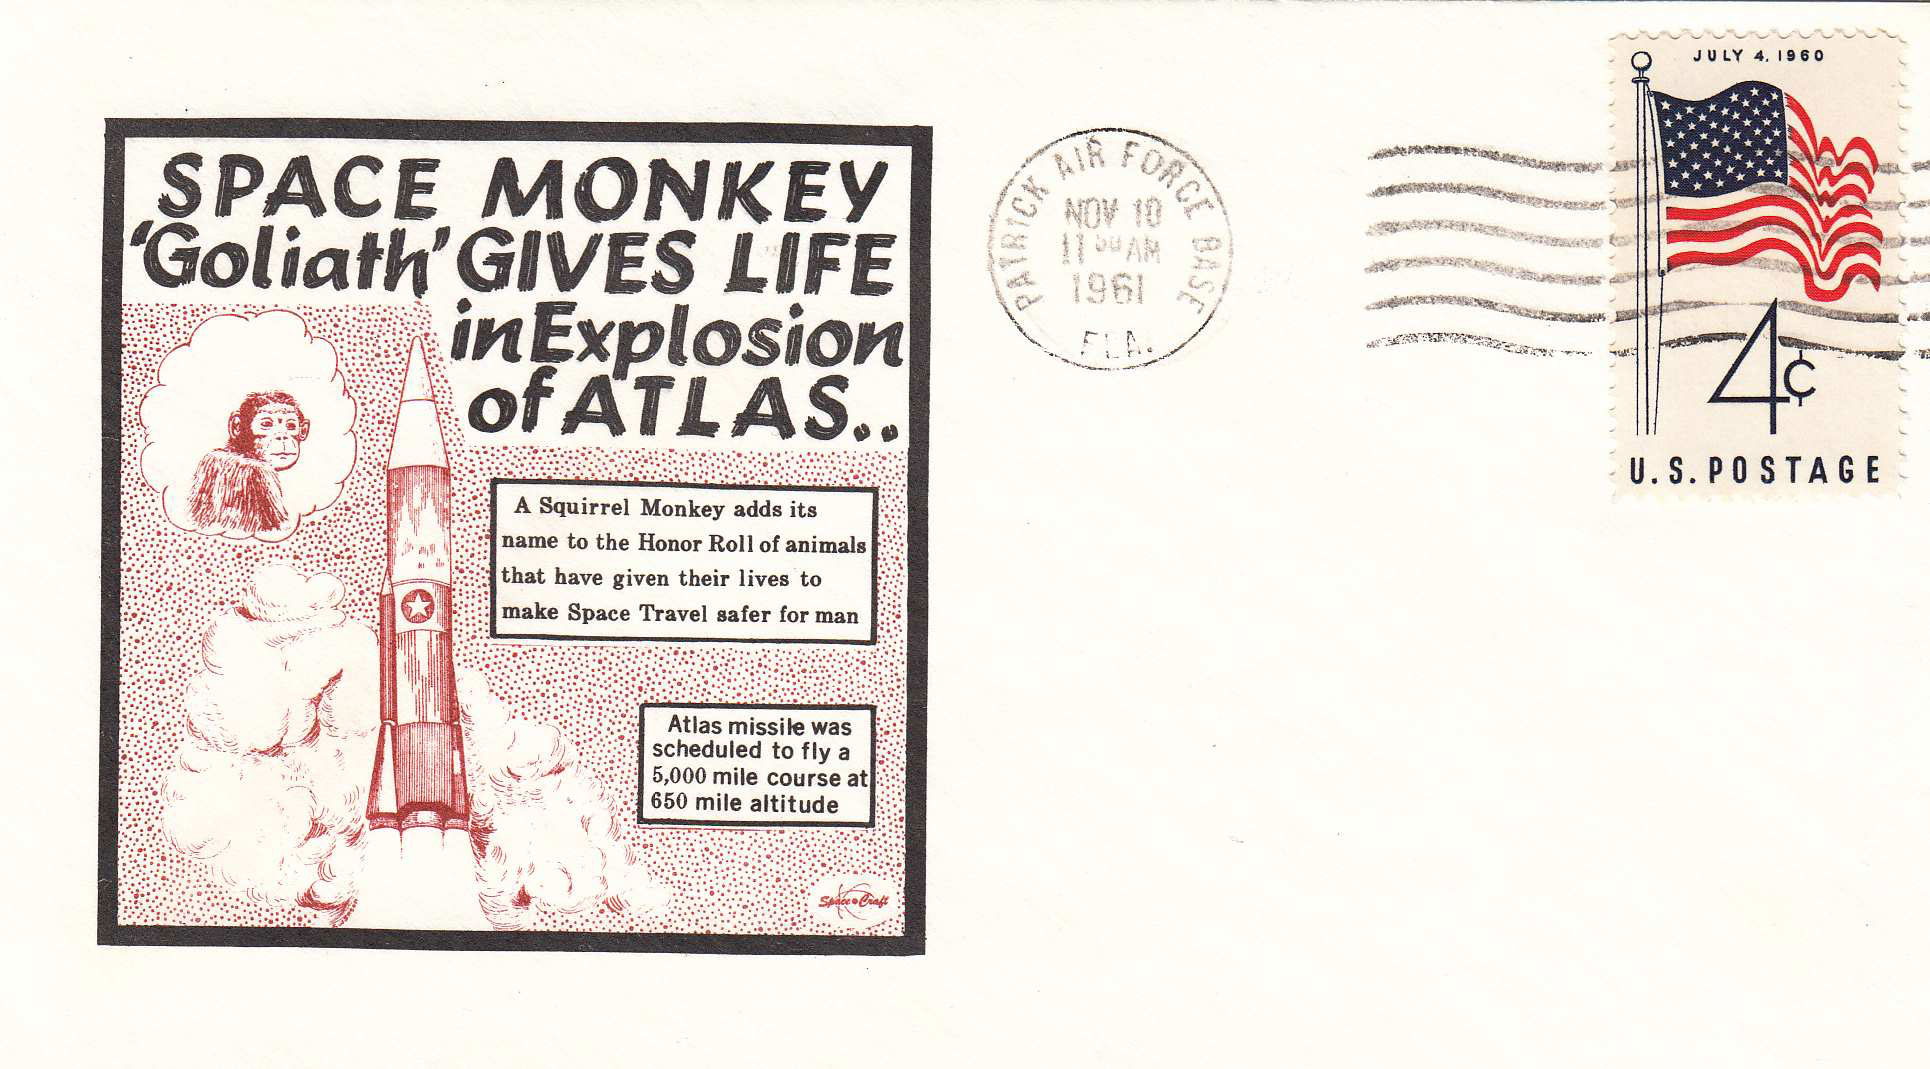 SPACE MONKEY
'Goliath' GIVES LIFE
in Explosion
of ATLAS..
A Squirrel Monkey adds its
name to the Honor Roll of animals
that have given their lives to
make Space Travel safer for man
Atlas missile was
scheduled to fly a
5,000 mile course at
650 mile altitude
Space Craft
PATRICK AIR FORCE BASE
NOV 10
11 AM
1961
FLA.
JULY 4, 1960
4¢
U.S. POSTAGE